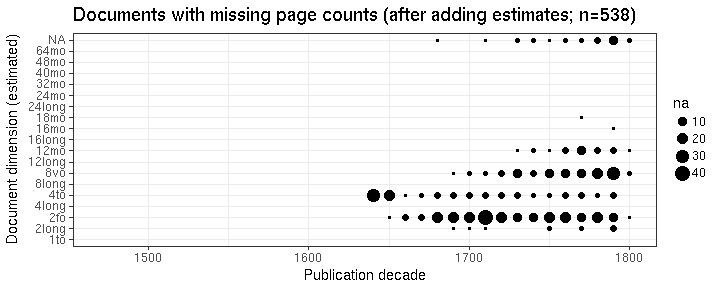 Documents with missing page counts (after adding estimates; n=538)
Document dimension (estimated)
NA
64mo
48mo
40mo
32mo
24mo
24long
18mo
16mo
16long
12mo
12long
8vo
8long
4to
4long
2fo
2long
1to
1500
1600
1700
1800
Publication decade
na
10
20
30
40